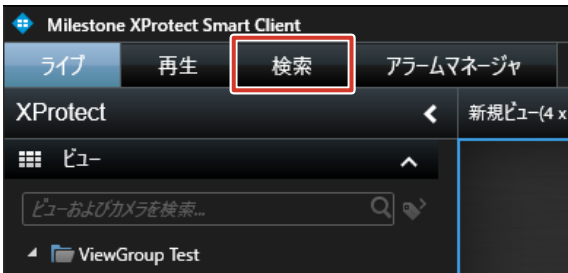 Milestone XProtect Smart Client
ライブ 再生 検索 アラームマネージャ
XProtect 新規ビュー(4 x
ビュー
ビューおよびカメラを検索...
ViewGroup Test